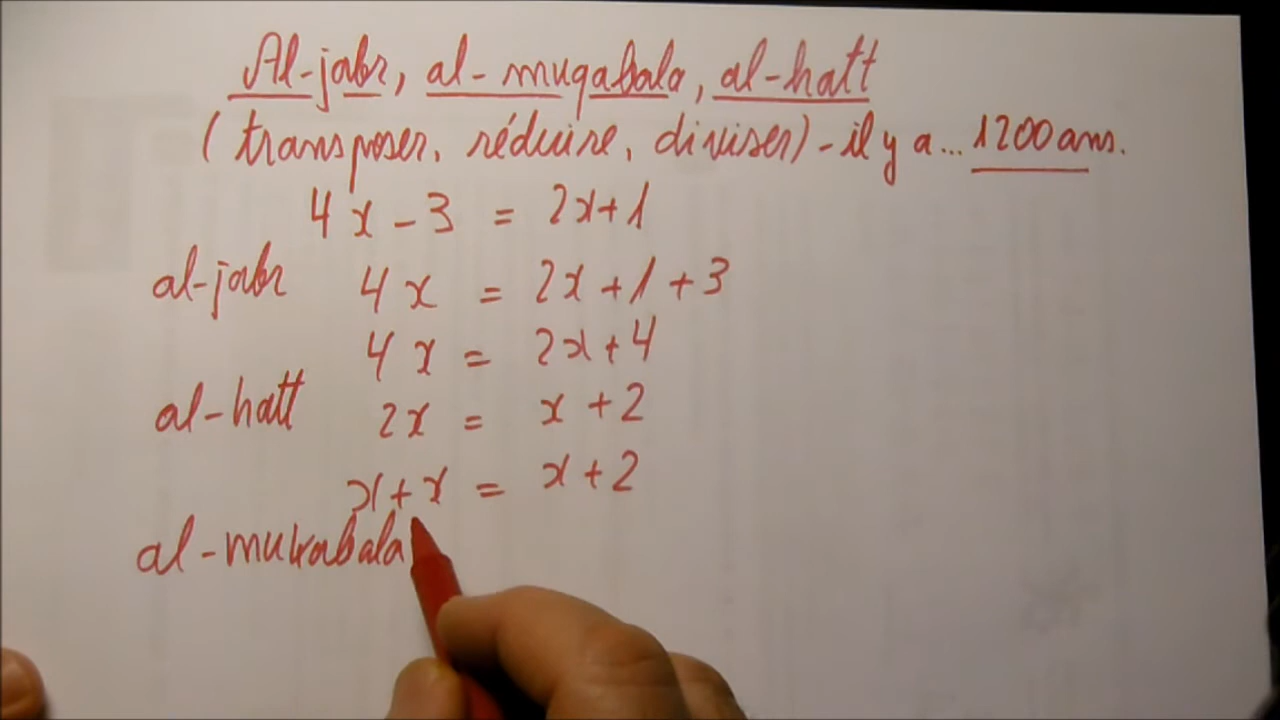 Al-jabr, al-muqabala, al-hatt
(transposer, réduire, diviser) - il y a... 1200 ans.
4x - 3 = 2x+1
al-jabr 4x = 2x +1 +3
4x = 2x+4
al-hatt 2x = x +2
x+x = x+2
al-mukabala